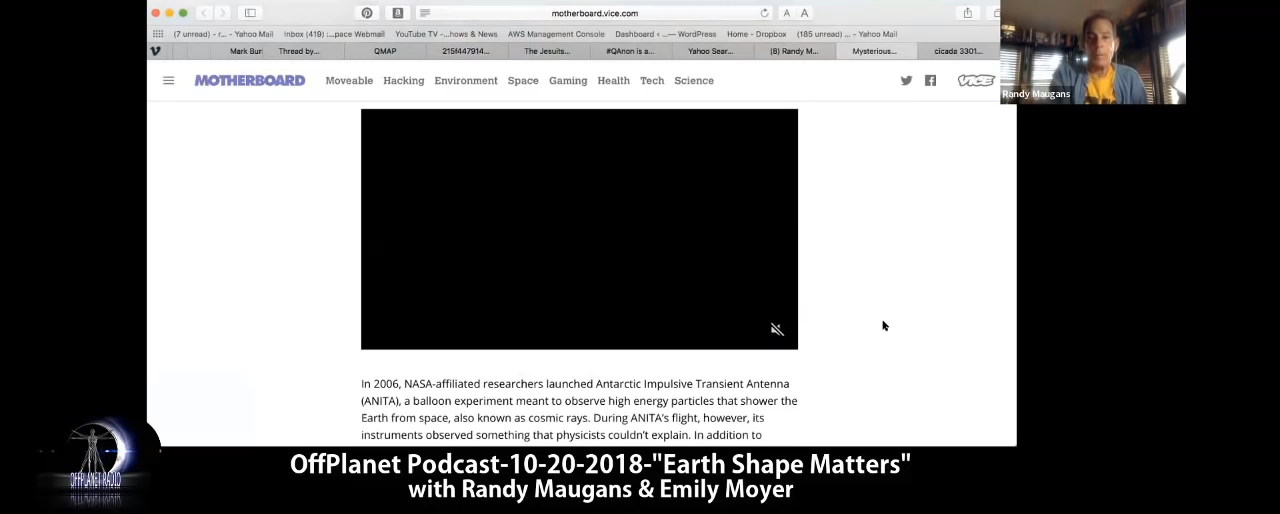 motherboard.vice.com
A A
(7 unread) - r... - Yahoo Mail Inbox (419) :...pace Webmail YouTube TV -...hows & News AWS Management Console Dashboard ‹ ...— WordPress Home - Dropbox (185 unread) ... - Yahoo Mail
Mark Bur Thread by... QMAP 215f447914... The Jesuits... #QAnon is a... Yahoo Sear... (8) Randy M... Mysterious... cicada 3301...
MOTHERBOARD Moveable Hacking Environment Space Gaming Health Tech Science VICE
Randy Maugans
In 2006, NASA-affiliated researchers launched Antarctic Impulsive Transient Antenna
(ANITA), a balloon experiment meant to observe high energy particles that shower the
Earth from space, also known as cosmic rays. During ANITA's flight, however, its
instruments observed something that physicists couldn't explain. In addition to
OFFPLANET RADIO
OffPlanet Podcast-10-20-2018-"Earth Shape Matters"
with Randy Maugans & Emily Moyer